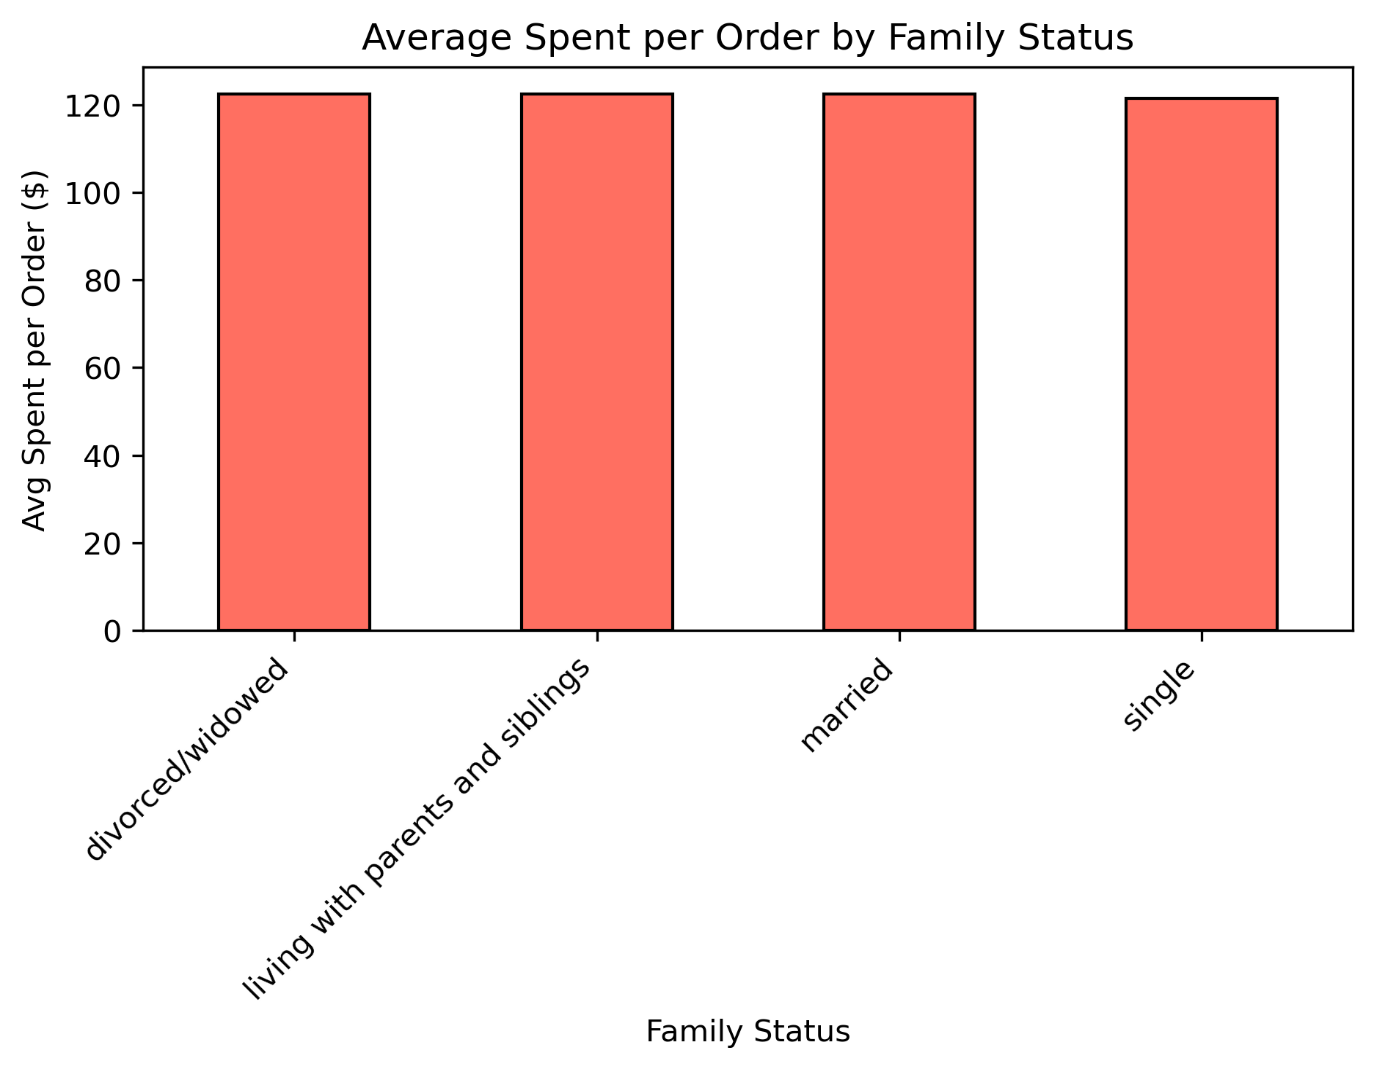 Average Spent per Order by Family Status
Avg Spent per Order ($)
120
100
80
60
40
20
0
divorced/widowed
living with parents and siblings
married
single
Family Status